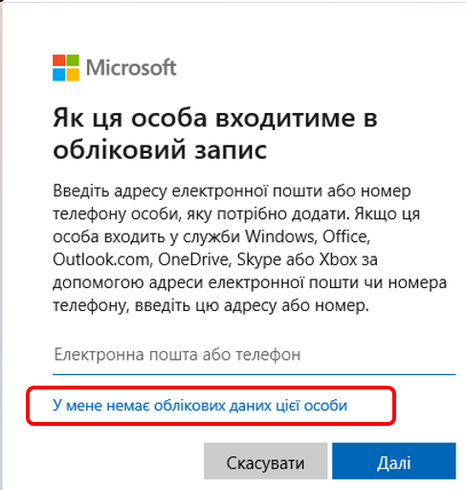 Microsoft
Як ця особа входитиме в
обліковий запис
Введіть адресу електронної пошти або номер
телефону особи, яку потрібно додати. Якщо ця
особа входить у служби Windows, Office,
Outlook.com, OneDrive, Skype або Xbox за
допомогою адреси електронної пошти чи номера
телефону, введіть цю адресу або номер.
Електронна пошта або телефон
У мене немає облікових даних цієї особи
Скасувати
Далі